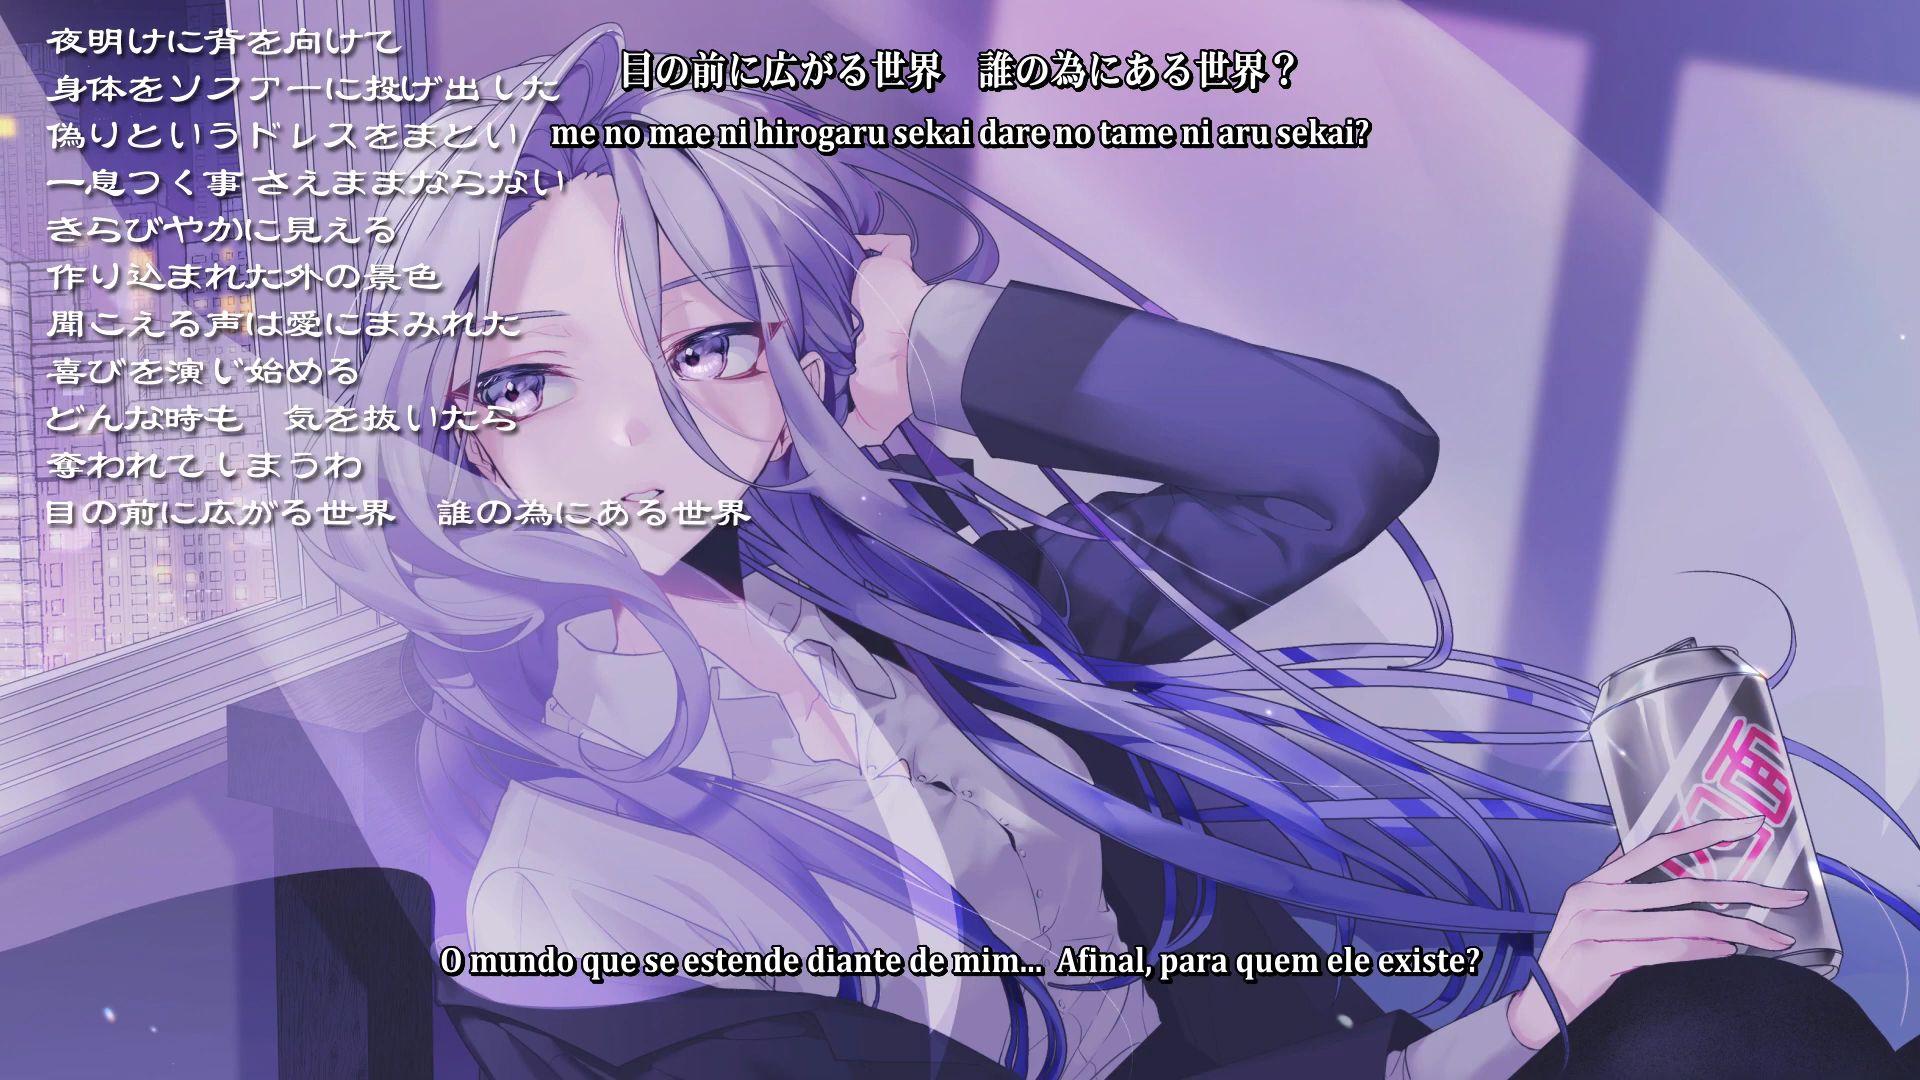 夜明けに背を向けて
身体をソファーに投げ出した
偽りというドレスをまとい
一息つく事さえままならない
きらびやかに見える
作り込まれた外の景色
聞こえる声は愛にまみれた
喜びを演じ始める
どんな時も　気を抜いたら
奪われてしまうわ
目の前に広がる世界　誰の為にある世界
目の前に広がる世界　誰の為にある世界？
me no mae ni hirogaru sekai dare no tame ni aru sekai?
O mundo que se estende diante de mim... Afinal, para quem ele existe?